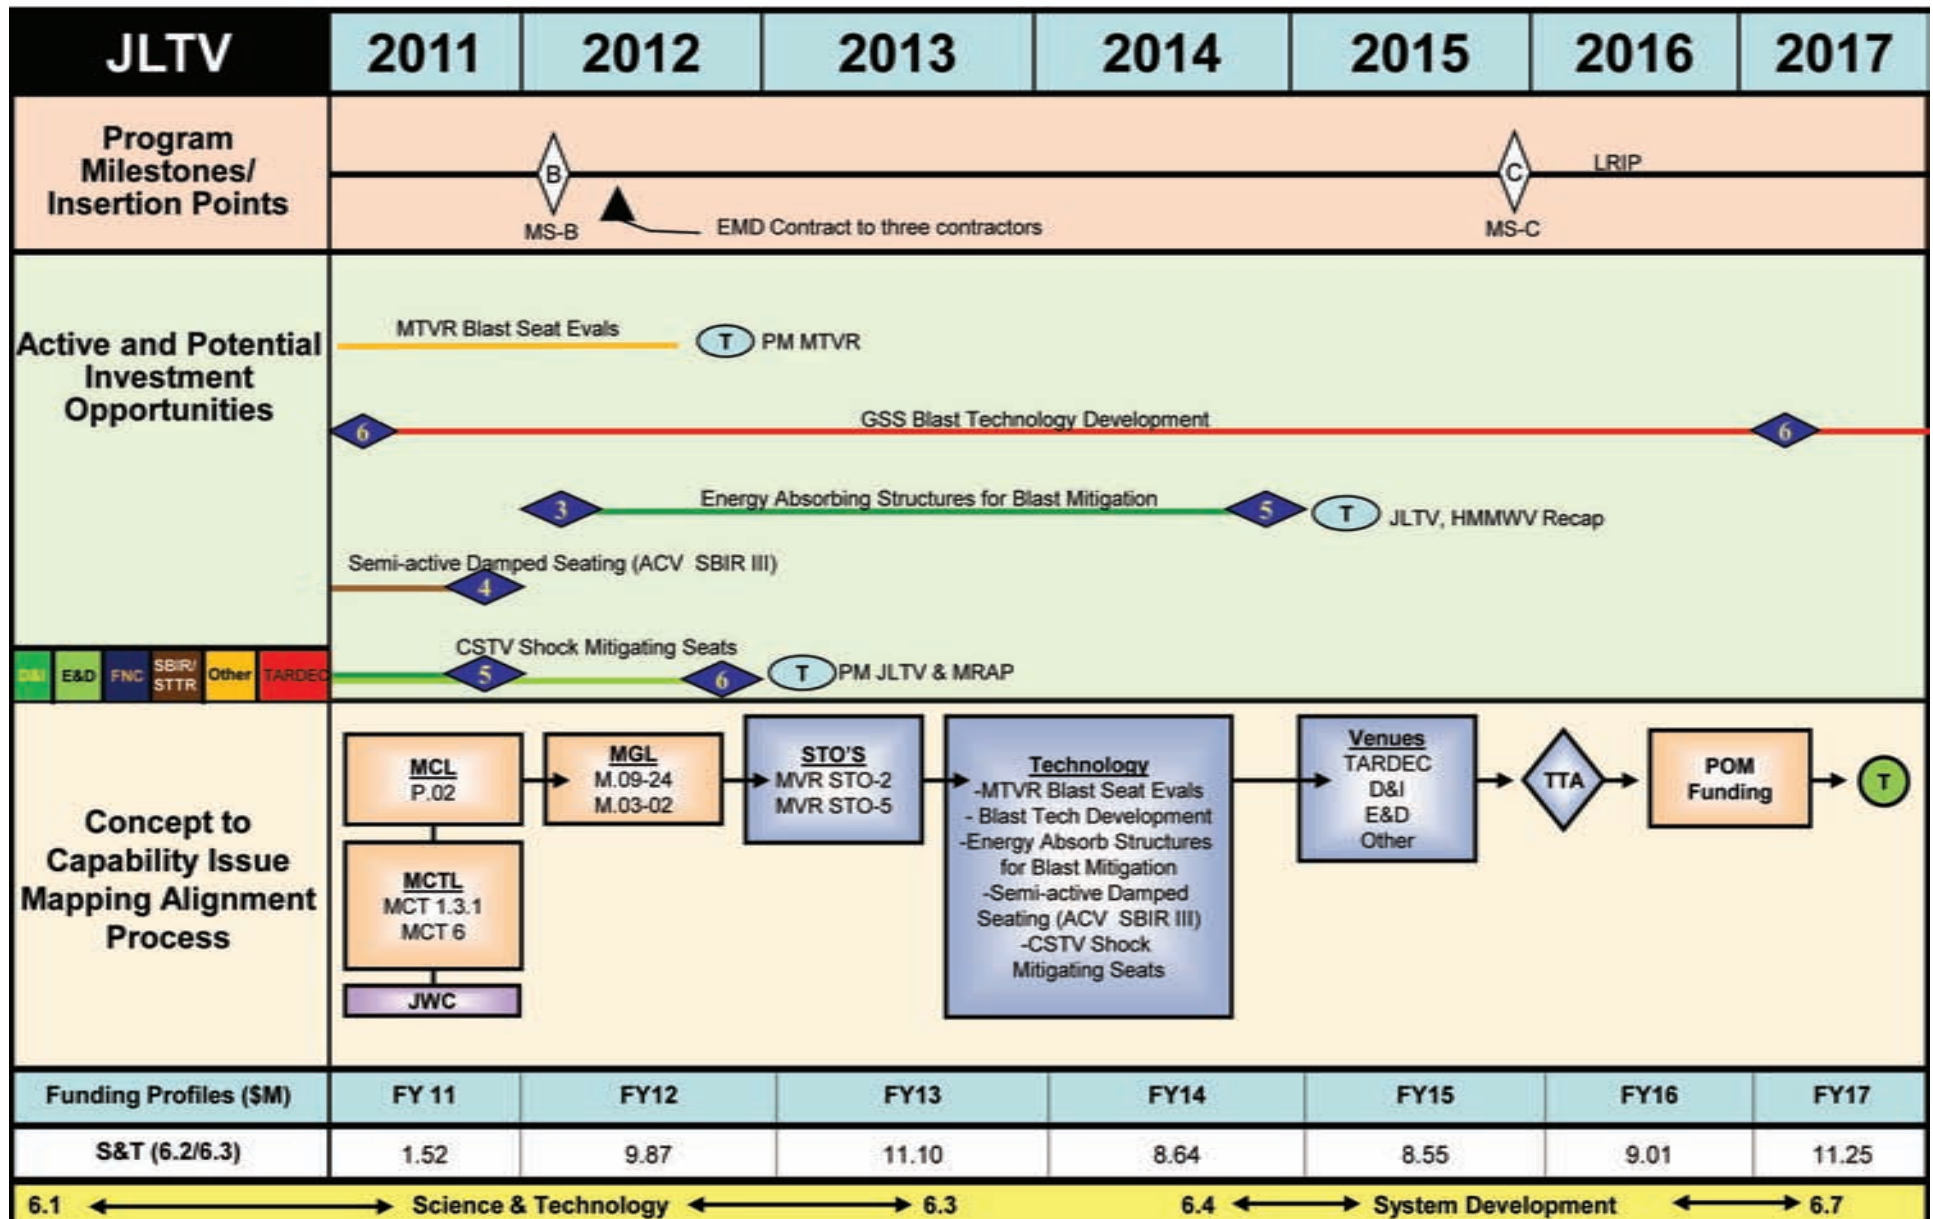 JLTV 2011 2012 2013 2014 2015 2016 2017
Program
Milestones/
Insertion Points
B
MS-B
EMD Contract to three contractors
C
MS-C
LRIP
Active and Potential
Investment
Opportunities
MTVR Blast Seat Evals
T PM MTVR
GSS Blast Technology Development
6 6
Energy Absorbing Structures for Blast Mitigation
3 5 T JLTV, HMMWV Recap
Semi-active Damped Seating (ACV SBIR III)
4
CSTV Shock Mitigating Seats
5 6 T PM JLTV & MRAP
D&I E&D FNC SBIR/ STTR Other TARDEC
Concept to
Capability Issue
Mapping Alignment
Process
MCL
P.02
MCTL
MCT 1.3.1
MCT 6
JWC
MGL
M.09-24
M.03-02
STO'S
MVR STO-2
MVR STO-5
Technology
-MTVR Blast Seat Evals
- Blast Tech Development
-Energy Absorb Structures
for Blast Mitigation
-Semi-active Damped
Seating (ACV SBIR III)
-CSTV Shock
Mitigating Seats
Venues
TARDEC
D&I
E&D
Other
TTA
POM
Funding
T
Funding Profiles ($M) FY 11 FY12 FY13 FY14 FY15 FY16 FY17
S&T (6.2/6.3) 1.52 9.87 11.10 8.64 8.55 9.01 11.25
6.1 Science & Technology 6.3 6.4 System Development 6.7